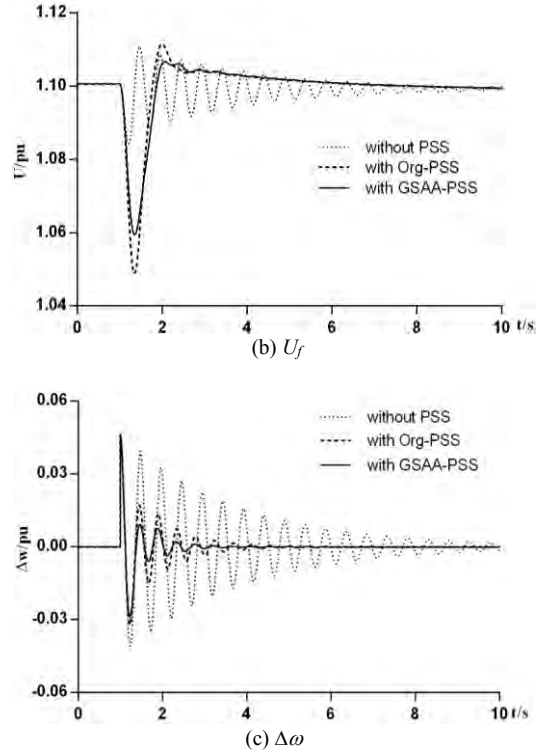 1.12
1.10
1.08
1.06
1.04
U/pu
without PSS
with Org-PSS
with GSAA-PSS
0 2 4 6 8 10 t/s
(b) U_f
0.06
0.03
0.00
-0.03
-0.06
Δw/pu
without PSS
with Org-PSS
with GSAA-PSS
0 2 4 6 8 10 t/s
(c) Δω